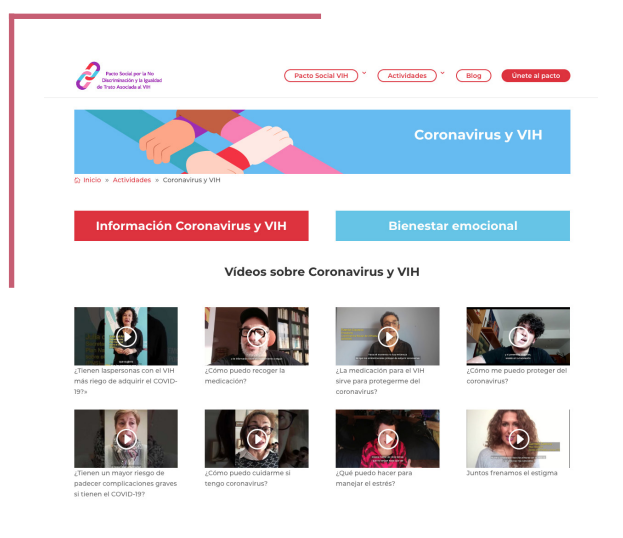 Pacto Social por la No
Discriminación y la Igualdad
de Trato Asociada al VIH
Pacto Social VIH
Actividades
Blog
Únete al pacto
Coronavirus y VIH
Inicio » Actividades » Coronavirus y VIH
Información Coronavirus y VIH
Bienestar emocional
Vídeos sobre Coronavirus y VIH
¿Tienen laspersonas con el VIH
más riego de adquirir el COVID-
19?»
¿Cómo puedo recoger la
medicación?
¿La medicación para el VIH
sirve para protegerme del
coronavirus?
¿Cómo me puedo proteger del
coronavirus?
¿Tienen un mayor riesgo de
padecer complicaciones graves
si tienen el COVID-19?
¿Cómo puedo cuidarme si
tengo coronavirus?
¿Qué puedo hacer para
manejar el estrés?
Juntos frenamos el estigma